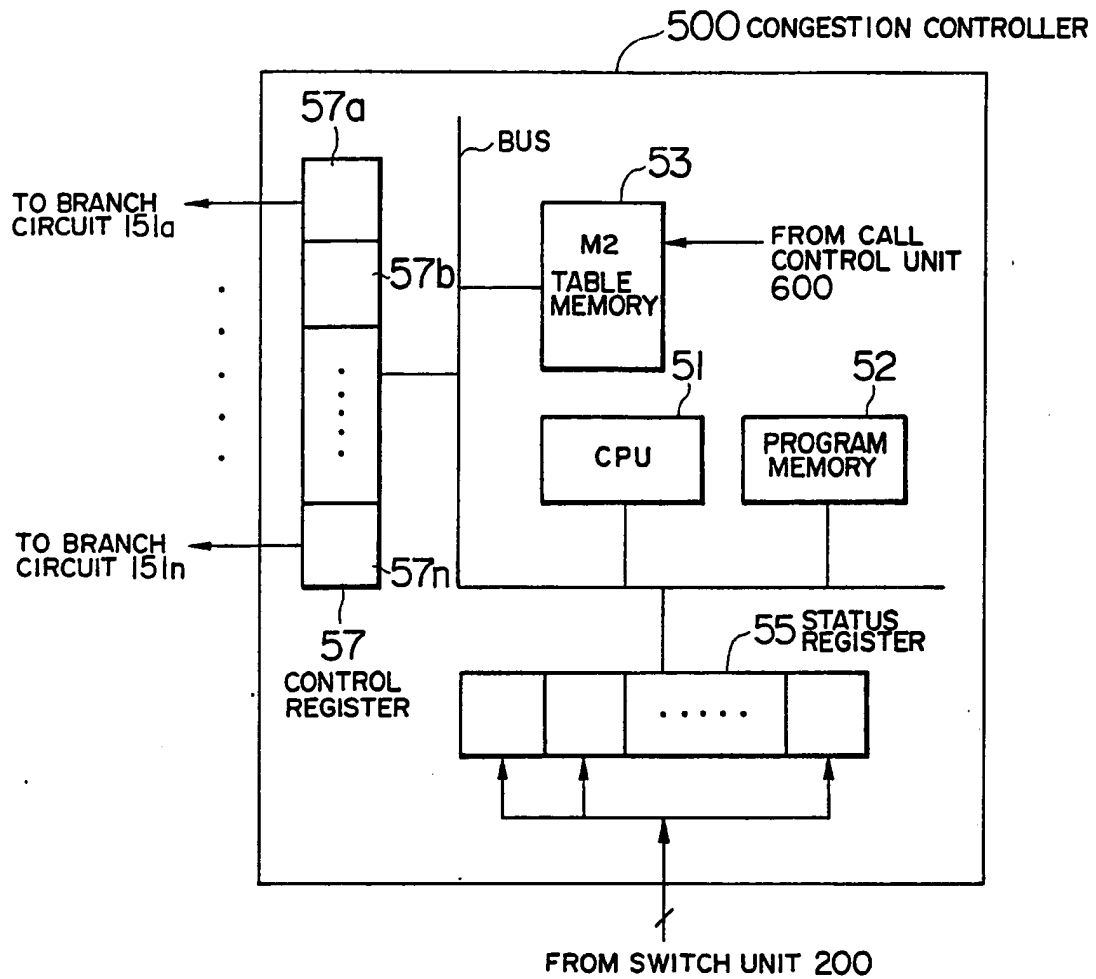 500 CONGESTION CONTROLLER
57a
BUS
53
TO BRANCH
CIRCUIT 151a
M2
TABLE
MEMORY
FROM CALL
CONTROL UNIT
600
57b
51
52
CPU
PROGRAM
MEMORY
TO BRANCH
CIRCUIT 151n
57n
57
CONTROL
REGISTER
55 STATUS
REGISTER
FROM SWITCH UNIT 200